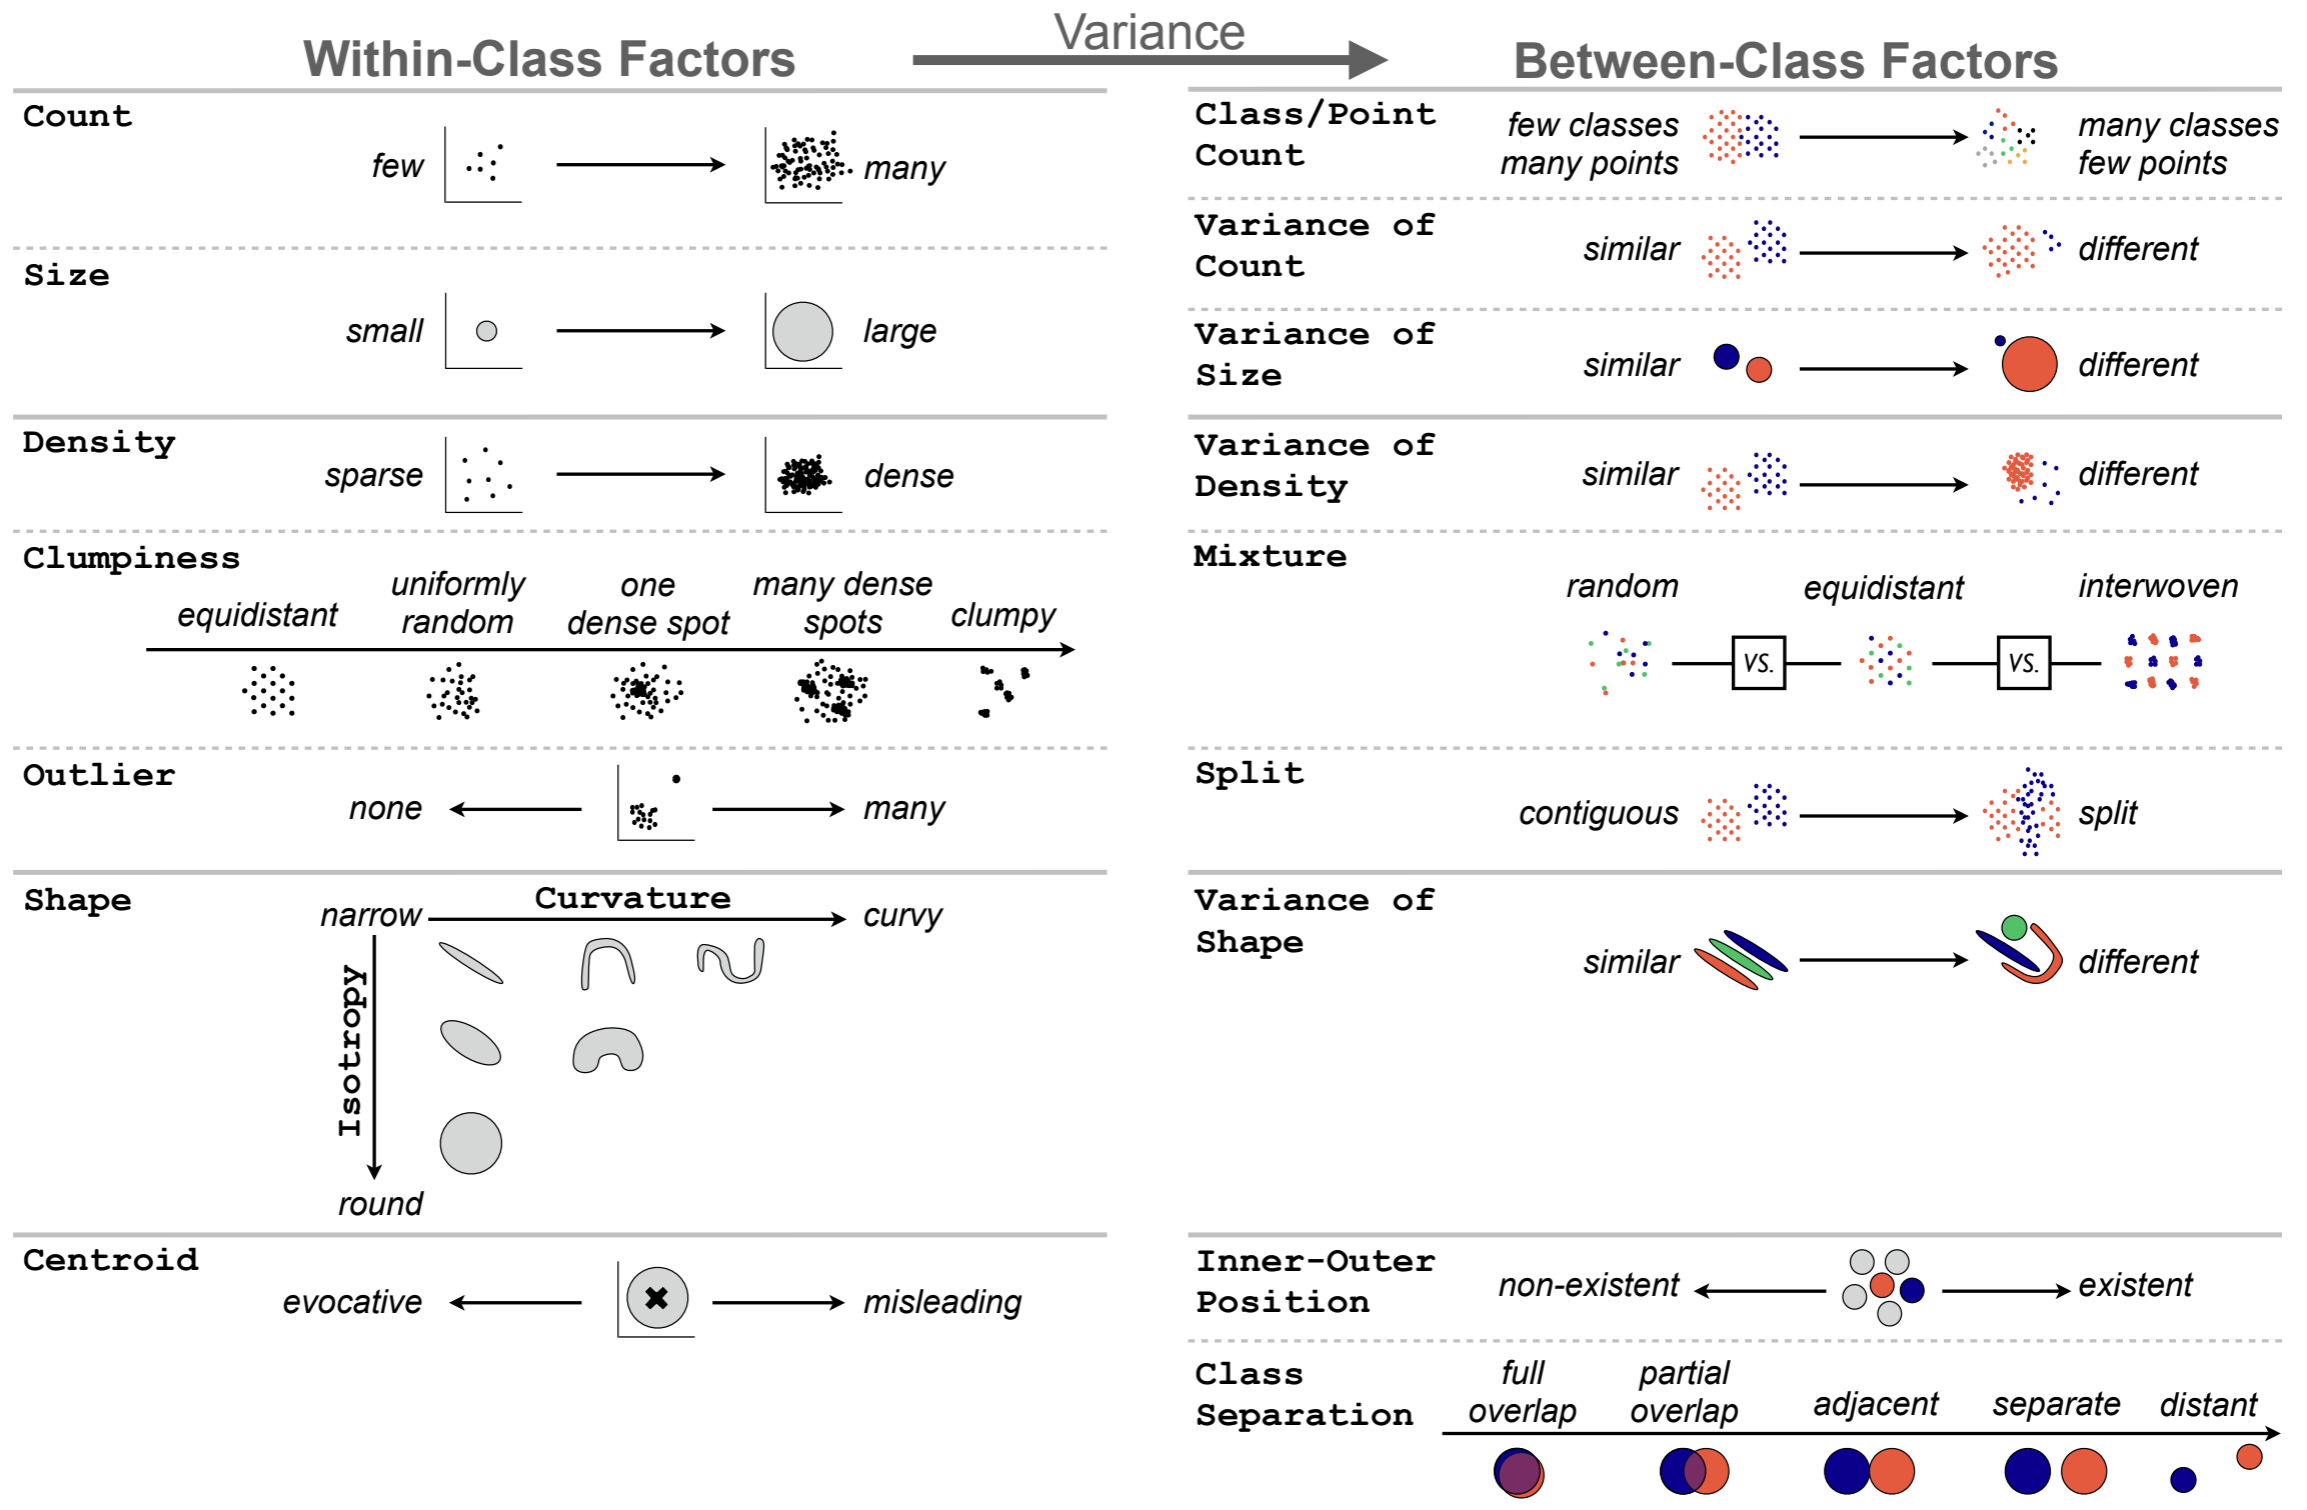 Within-Class Factors
Variance
Between-Class Factors
Count
few
many
Size
small
large
Density
sparse
dense
Clumpiness
equidistant
uniformly
random
one
dense spot
many dense
spots
clumpy
Outlier
none
many
Shape
narrow
Curvature
curvy
Isotropy
round
Centroid
evocative
misleading
Class/Point
Count
few classes
many points
many classes
few points
Variance of
Count
similar
different
Variance of
Size
similar
different
Variance of
Density
similar
different
Mixture
random
equidistant
interwoven
VS.
VS.
Split
contiguous
split
Variance of
Shape
similar
different
Inner-Outer
Position
non-existent
existent
Class
Separation
full
overlap
partial
overlap
adjacent
separate
distant